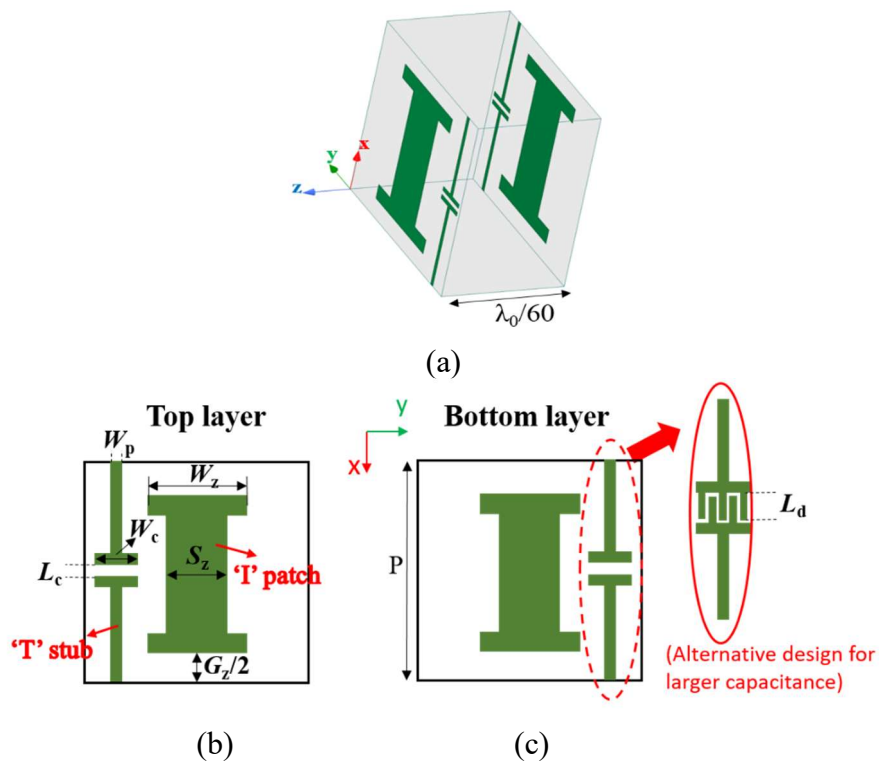 x
y
z
λ₀/60
(a)
Top layer
y
x
Bottom layer
Wp
Wz
Wc
Lc
Sz
'I' patch
'T' stub
Gz/2
P
Ld
(Alternative design for
larger capacitance)
(b)
(c)